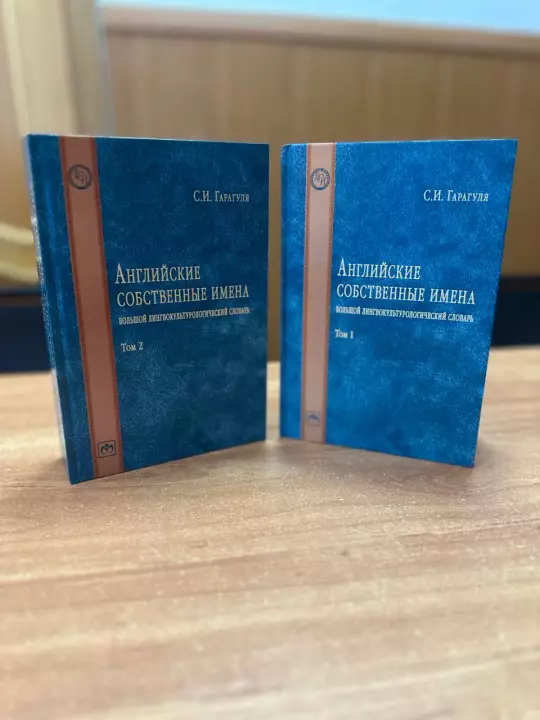 С.И. Гарагуля
Английские
собственные имена
большой лингвокультурологический словарь
Том 2
С.И. Гарагуля
Английские
собственные имена
большой лингвокультурологический словарь
Том 1